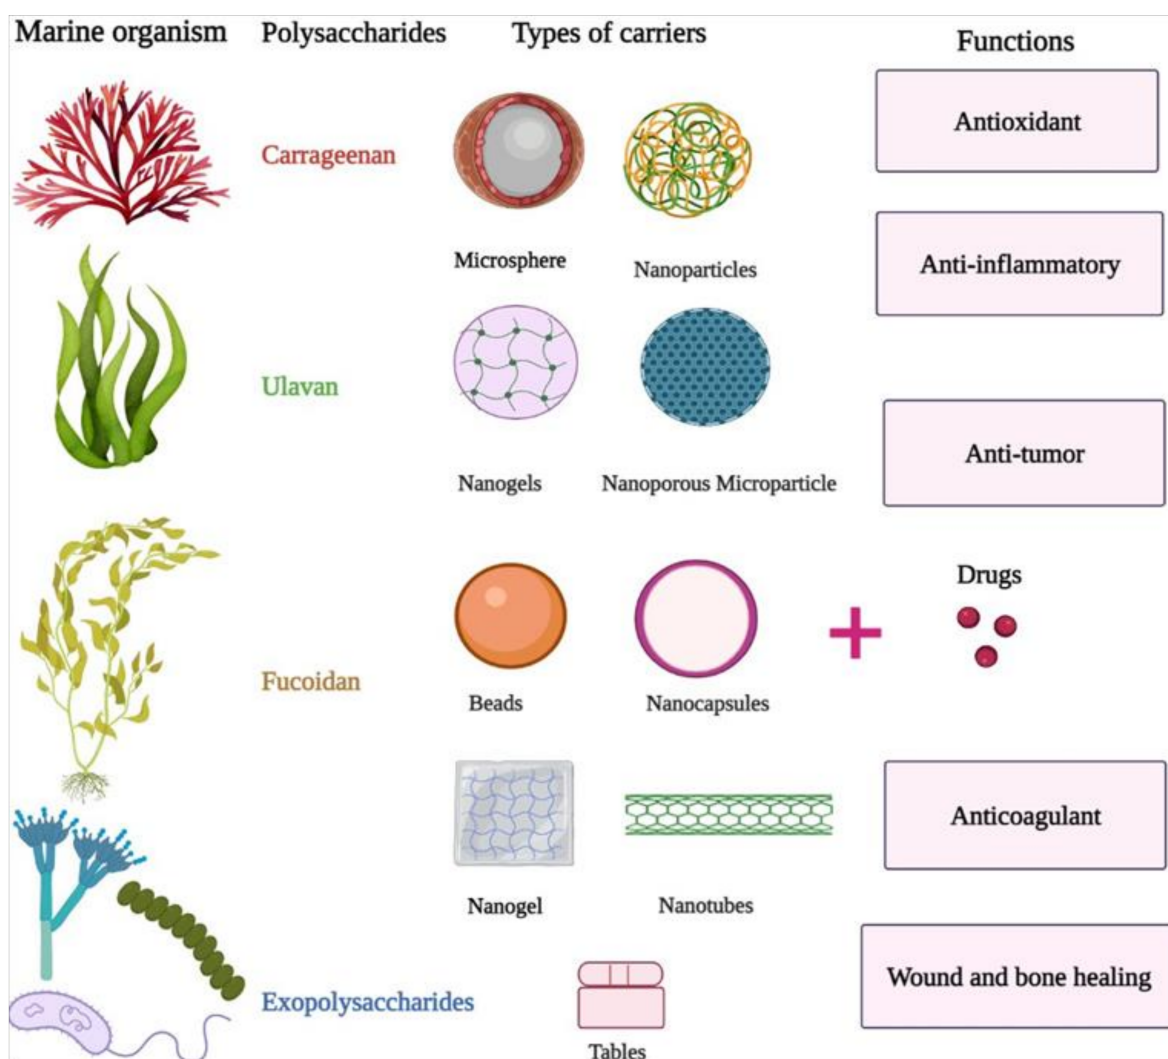 Marine organism
Polysaccharides
Types of carriers
Functions
Carrageenan
Microsphere
Nanoparticles
Antioxidant
Anti-inflammatory
Ulavan
Nanogels
Nanoporous Microparticle
Anti-tumor
Fucoidan
Beads
Nanocapsules
+
Drugs
Nanogel
Nanotubes
Anticoagulant
Exopolysaccharides
Tables
Wound and bone healing